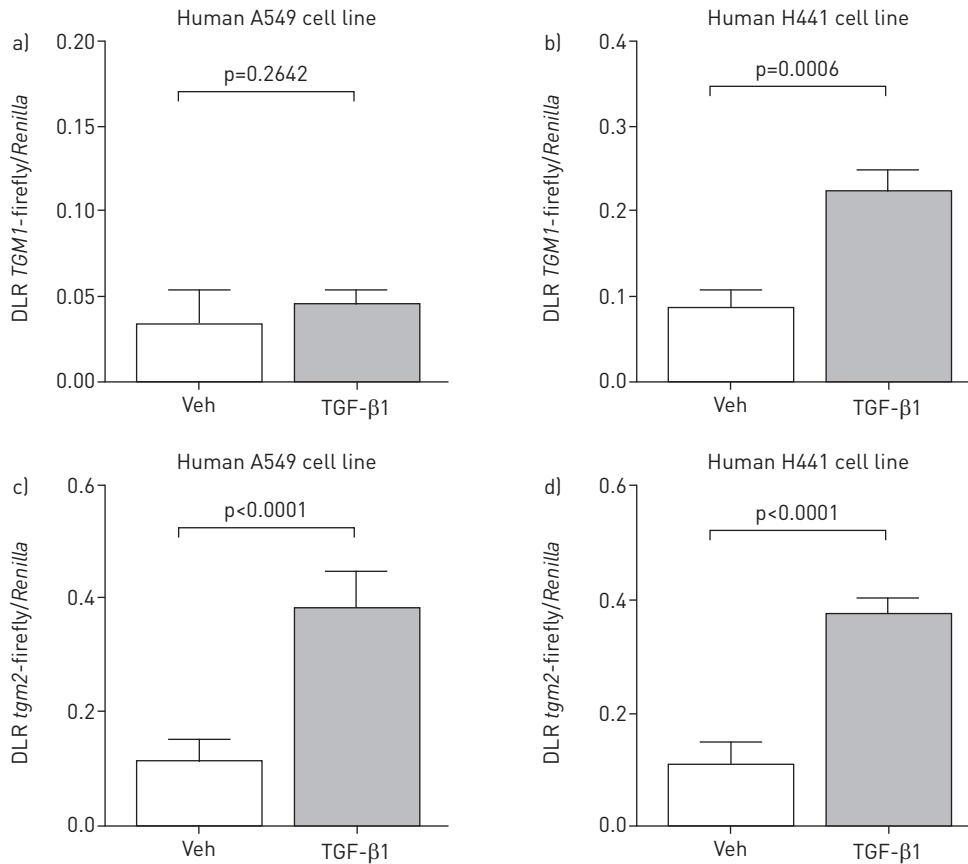 a)
Human A549 cell line
DLR TGM1-firefly/Renilla
0.20
0.15
0.10
0.05
0.00
p=0.2642
Veh
TGF-β1
b)
Human H441 cell line
DLR TGM1-firefly/Renilla
0.4
0.3
0.2
0.1
0.0
p=0.0006
Veh
TGF-β1
c)
Human A549 cell line
DLR tgm2-firefly/Renilla
0.6
0.4
0.2
0.0
p<0.0001
Veh
TGF-β1
d)
Human H441 cell line
DLR tgm2-firefly/Renilla
0.6
0.4
0.2
0.0
p<0.0001
Veh
TGF-β1